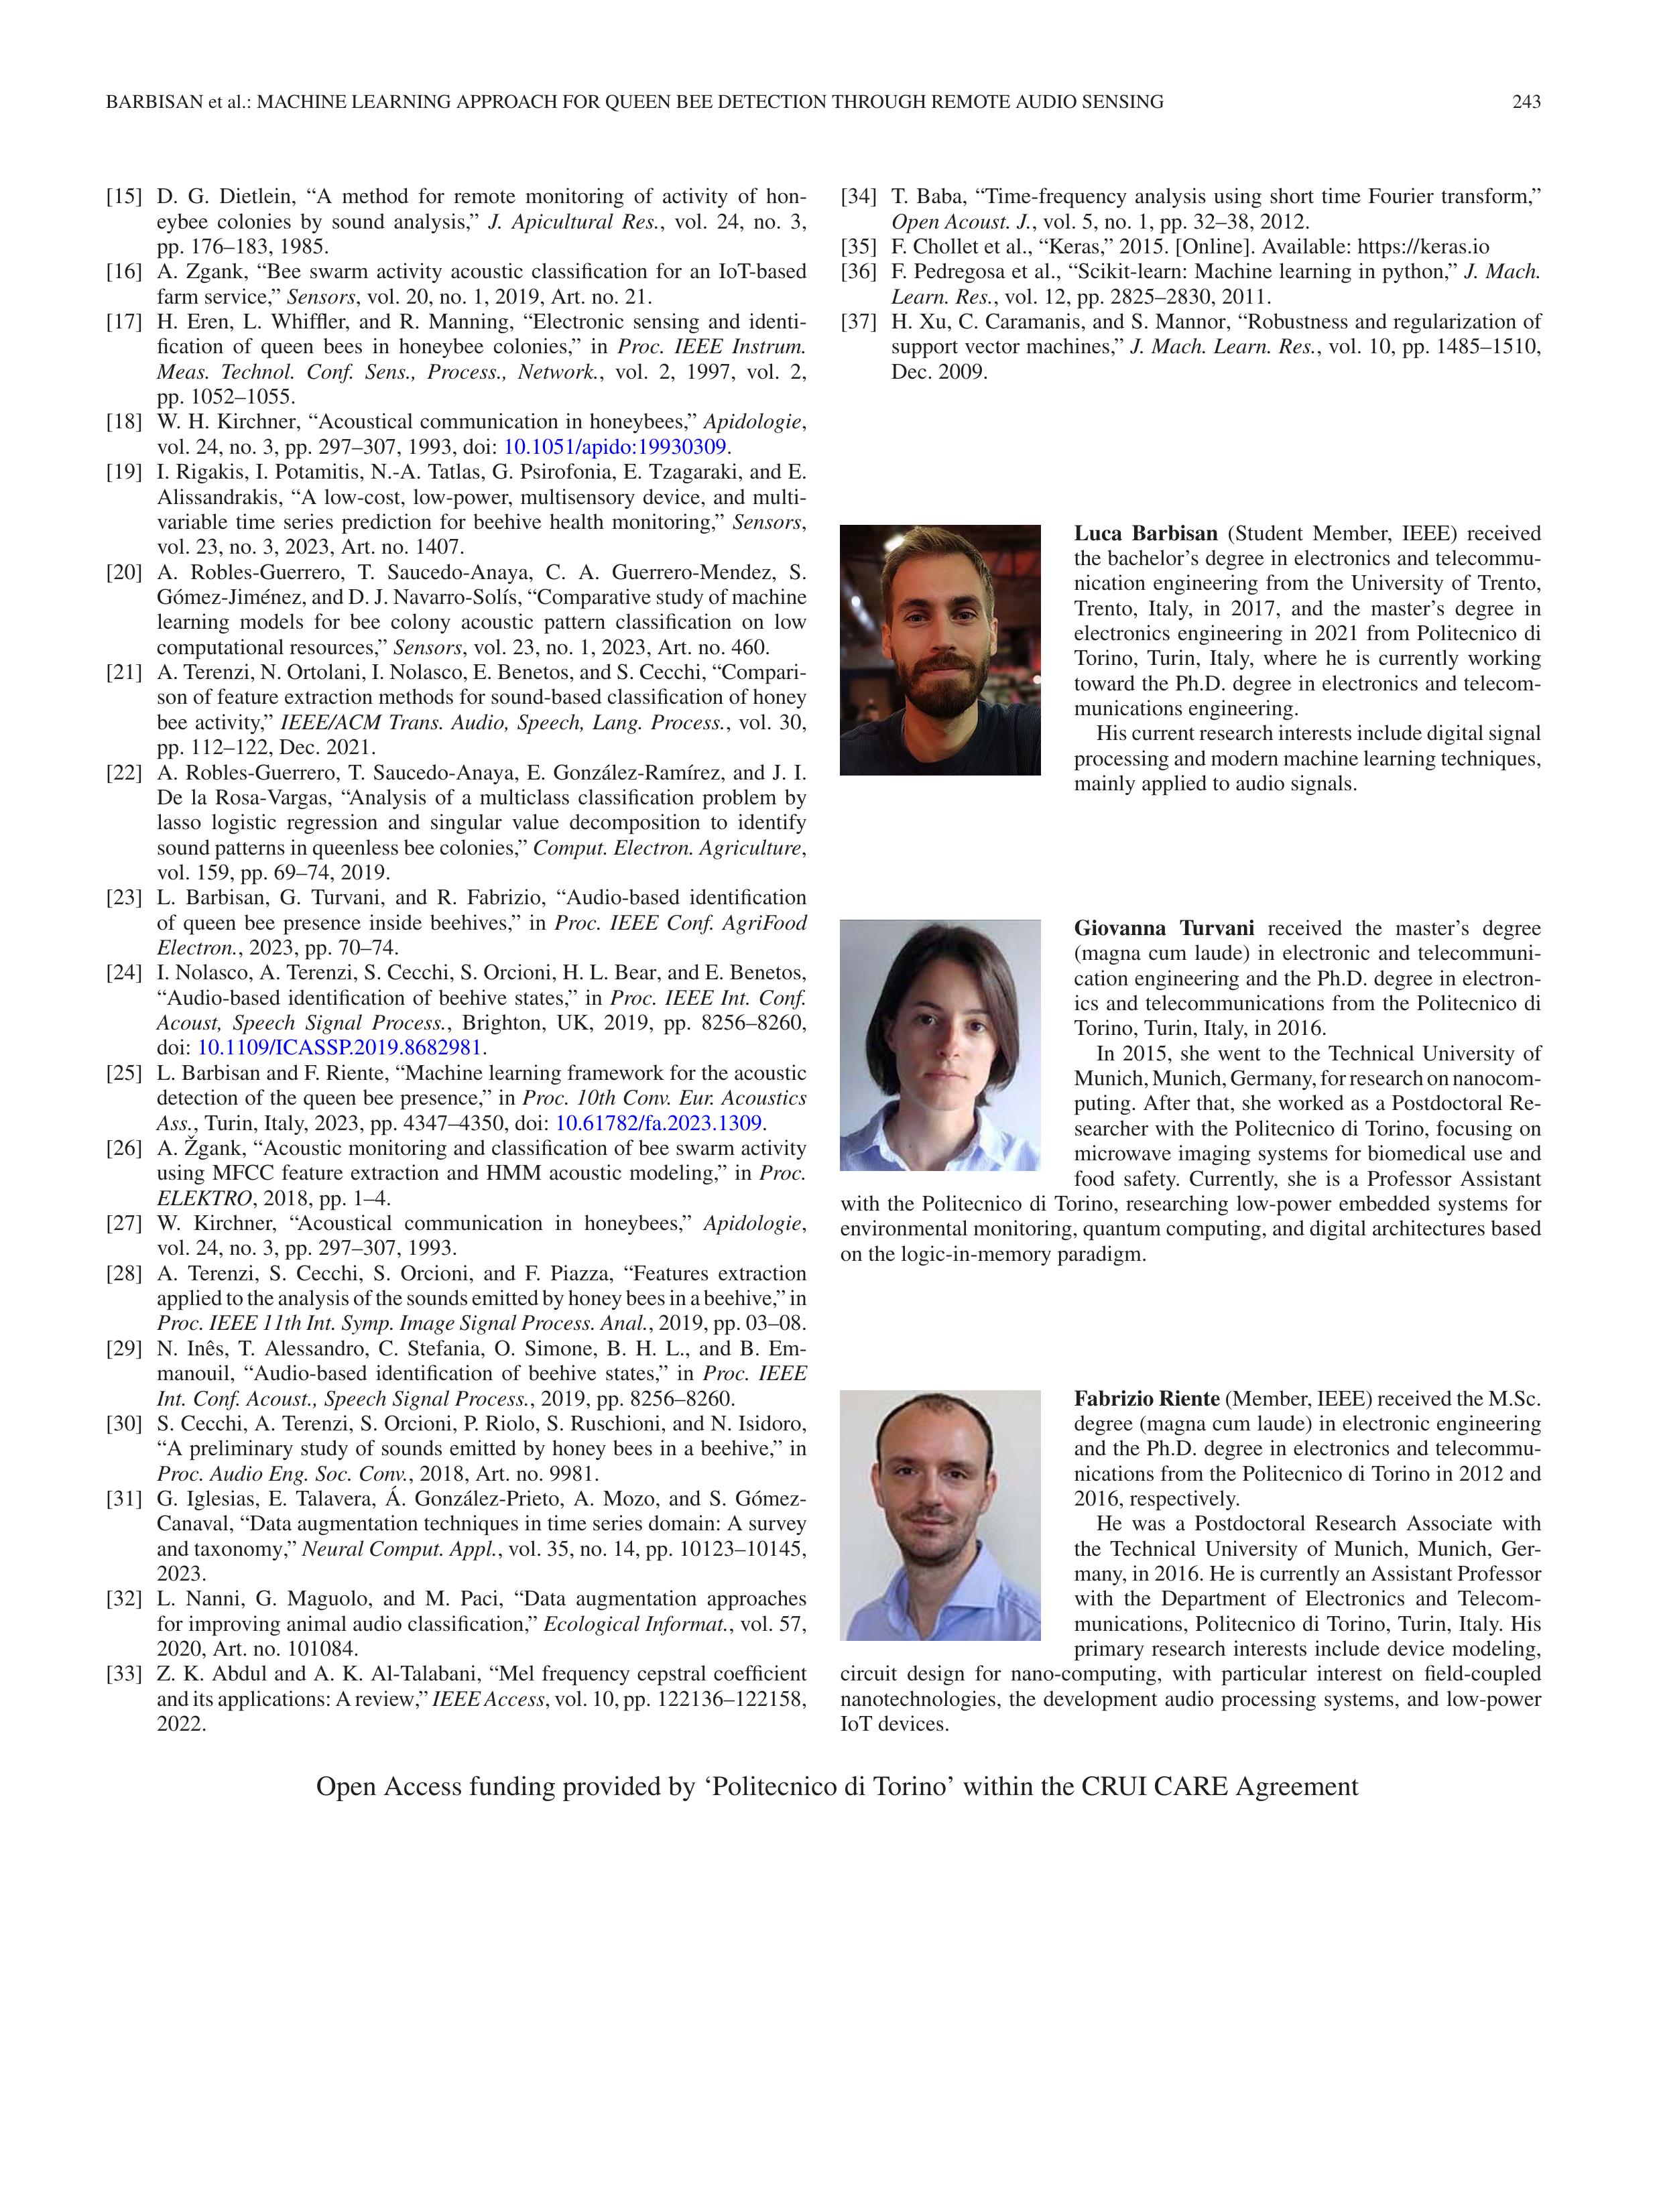 BARBISAN et al.: MACHINE LEARNING APPROACH FOR QUEEN BEE DETECTION THROUGH REMOTE AUDIO SENSING 243
[15] D. G. Dietlein, “A method for remote monitoring of activity of hon-
eybee colonies by sound analysis,” J. Apicultural Res., vol. 24, no. 3,
pp. 176–183, 1985.
[16] A. Zgank, “Bee swarm activity acoustic classification for an IoT-based
farm service,” Sensors, vol. 20, no. 1, 2019, Art. no. 21.
[17] H. Eren, L. Whiffler, and R. Manning, “Electronic sensing and identi-
fication of queen bees in honeybee colonies,” in Proc. IEEE Instrum.
Meas. Technol. Conf. Sens., Process., Network., vol. 2, 1997, vol. 2,
pp. 1052–1055.
[18] W. H. Kirchner, “Acoustical communication in honeybees,” Apidologie,
vol. 24, no. 3, pp. 297–307, 1993, doi: 10.1051/apido:19930309.
[19] I. Rigakis, I. Potamitis, N.-A. Tatlas, G. Psirofonia, E. Tzagaraki, and E.
Alissandrakis, “A low-cost, low-power, multisensory device, and multi-
variable time series prediction for beehive health monitoring,” Sensors,
vol. 23, no. 3, 2023, Art. no. 1407.
[20] A. Robles-Guerrero, T. Saucedo-Anaya, C. A. Guerrero-Mendez, S.
Gómez-Jiménez, and D. J. Navarro-Solís, “Comparative study of machine
learning models for bee colony acoustic pattern classification on low
computational resources,” Sensors, vol. 23, no. 1, 2023, Art. no. 460.
[21] A. Terenzi, N. Ortolani, I. Nolasco, E. Benetos, and S. Cecchi, “Compari-
son of feature extraction methods for sound-based classification of honey
bee activity,” IEEE/ACM Trans. Audio, Speech, Lang. Process., vol. 30,
pp. 112–122, Dec. 2021.
[22] A. Robles-Guerrero, T. Saucedo-Anaya, E. González-Ramírez, and J. I.
De la Rosa-Vargas, “Analysis of a multiclass classification problem by
lasso logistic regression and singular value decomposition to identify
sound patterns in queenless bee colonies,” Comput. Electron. Agriculture,
vol. 159, pp. 69–74, 2019.
[23] L. Barbisan, G. Turvani, and R. Fabrizio, “Audio-based identification
of queen bee presence inside beehives,” in Proc. IEEE Conf. AgriFood
Electron., 2023, pp. 70–74.
[24] I. Nolasco, A. Terenzi, S. Cecchi, S. Orcioni, H. L. Bear, and E. Benetos,
“Audio-based identification of beehive states,” in Proc. IEEE Int. Conf.
Acoust, Speech Signal Process., Brighton, UK, 2019, pp. 8256–8260,
doi: 10.1109/ICASSP.2019.8682981.
[25] L. Barbisan and F. Riente, “Machine learning framework for the acoustic
detection of the queen bee presence,” in Proc. 10th Conv. Eur. Acoustics
Ass., Turin, Italy, 2023, pp. 4347–4350, doi: 10.61782/fa.2023.1309.
[26] A. Žgank, “Acoustic monitoring and classification of bee swarm activity
using MFCC feature extraction and HMM acoustic modeling,” in Proc.
ELEKTRO, 2018, pp. 1–4.
[27] W. Kirchner, “Acoustical communication in honeybees,” Apidologie,
vol. 24, no. 3, pp. 297–307, 1993.
[28] A. Terenzi, S. Cecchi, S. Orcioni, and F. Piazza, “Features extraction
applied to the analysis of the sounds emitted by honey bees in a beehive,” in
Proc. IEEE 11th Int. Symp. Image Signal Process. Anal., 2019, pp. 03–08.
[29] N. Inês, T. Alessandro, C. Stefania, O. Simone, B. H. L., and B. Em-
manouil, “Audio-based identification of beehive states,” in Proc. IEEE
Int. Conf. Acoust., Speech Signal Process., 2019, pp. 8256–8260.
[30] S. Cecchi, A. Terenzi, S. Orcioni, P. Riolo, S. Ruschioni, and N. Isidoro,
“A preliminary study of sounds emitted by honey bees in a beehive,” in
Proc. Audio Eng. Soc. Conv., 2018, Art. no. 9981.
[31] G. Iglesias, E. Talavera, Á. González-Prieto, A. Mozo, and S. Gómez-
Canaval, “Data augmentation techniques in time series domain: A survey
and taxonomy,” Neural Comput. Appl., vol. 35, no. 14, pp. 10123–10145,
2023.
[32] L. Nanni, G. Maguolo, and M. Paci, “Data augmentation approaches
for improving animal audio classification,” Ecological Informat., vol. 57,
2020, Art. no. 101084.
[33] Z. K. Abdul and A. K. Al-Talabani, “Mel frequency cepstral coefficient
and its applications: A review,” IEEE Access, vol. 10, pp. 122136–122158,
2022.
[34] T. Baba, “Time-frequency analysis using short time Fourier transform,”
Open Acoust. J., vol. 5, no. 1, pp. 32–38, 2012.
[35] F. Chollet et al., “Keras,” 2015. [Online]. Available: https://keras.io
[36] F. Pedregosa et al., “Scikit-learn: Machine learning in python,” J. Mach.
Learn. Res., vol. 12, pp. 2825–2830, 2011.
[37] H. Xu, C. Caramanis, and S. Mannor, “Robustness and regularization of
support vector machines,” J. Mach. Learn. Res., vol. 10, pp. 1485–1510,
Dec. 2009.
Luca Barbisan (Student Member, IEEE) received
the bachelor’s degree in electronics and telecommu-
nication engineering from the University of Trento,
Trento, Italy, in 2017, and the master’s degree in
electronics engineering in 2021 from Politecnico di
Torino, Turin, Italy, where he is currently working
toward the Ph.D. degree in electronics and telecom-
munications engineering.
His current research interests include digital signal
processing and modern machine learning techniques,
mainly applied to audio signals.
Giovanna Turvani received the master’s degree
(magna cum laude) in electronic and telecommuni-
cation engineering and the Ph.D. degree in electron-
ics and telecommunications from the Politecnico di
Torino, Turin, Italy, in 2016.
In 2015, she went to the Technical University of
Munich, Munich, Germany, for research on nanocom-
puting. After that, she worked as a Postdoctoral Re-
searcher with the Politecnico di Torino, focusing on
microwave imaging systems for biomedical use and
food safety. Currently, she is a Professor Assistant
with the Politecnico di Torino, researching low-power embedded systems for
environmental monitoring, quantum computing, and digital architectures based
on the logic-in-memory paradigm.
Fabrizio Riente (Member, IEEE) received the M.Sc.
degree (magna cum laude) in electronic engineering
and the Ph.D. degree in electronics and telecommu-
nications from the Politecnico di Torino in 2012 and
2016, respectively.
He was a Postdoctoral Research Associate with
the Technical University of Munich, Munich, Ger-
many, in 2016. He is currently an Assistant Professor
with the Department of Electronics and Telecom-
munications, Politecnico di Torino, Turin, Italy. His
primary research interests include device modeling,
circuit design for nano-computing, with particular interest on field-coupled
nanotechnologies, the development audio processing systems, and low-power
IoT devices.
Open Access funding provided by ‘Politecnico di Torino’ within the CRUI CARE Agreement